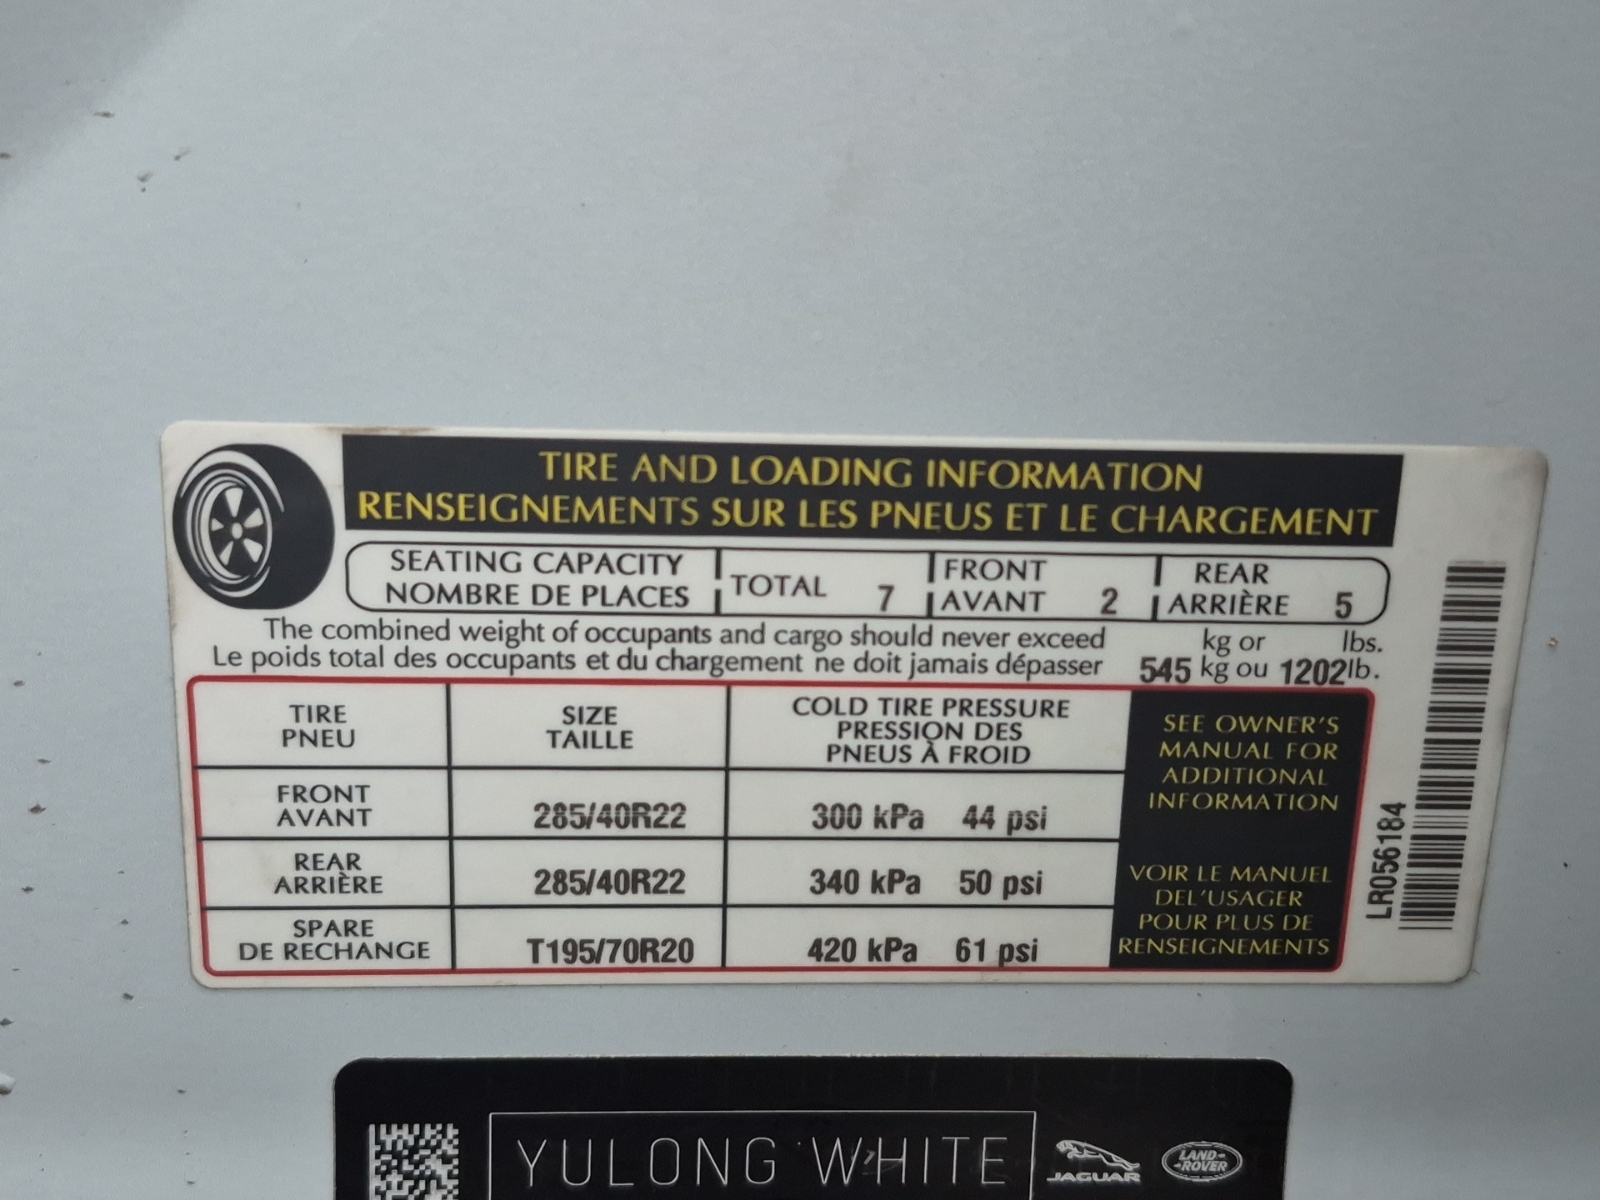 TIRE AND LOADING INFORMATION
RENSEIGNEMENTS SUR LES PNEUS ET LE CHARGEMENT
SEATING CAPACITY
NOMBRE DE PLACES
TOTAL 7
FRONT
AVANT 2
REAR
ARRIÈRE 5
The combined weight of occupants and cargo should never exceed kg or lbs.
Le poids total des occupants et du chargement ne doit jamais dépasser 545 kg ou 1202 lb.
TIRE
PNEU
SIZE
TAILLE
COLD TIRE PRESSURE
PRESSION DES
PNEUS À FROID
FRONT
AVANT
285/40R22
300 kPa 44 psi
REAR
ARRIÈRE
285/40R22
340 kPa 50 psi
SPARE
DE RECHANGE
T195/70R20
420 kPa 61 psi
SEE OWNER'S
MANUAL FOR
ADDITIONAL
INFORMATION
VOIR LE MANUEL
DEL'USAGER
POUR PLUS DE
RENSEIGNEMENTS
LR056184
YULONG WHITE
JAGUAR
LAND-
-ROVER